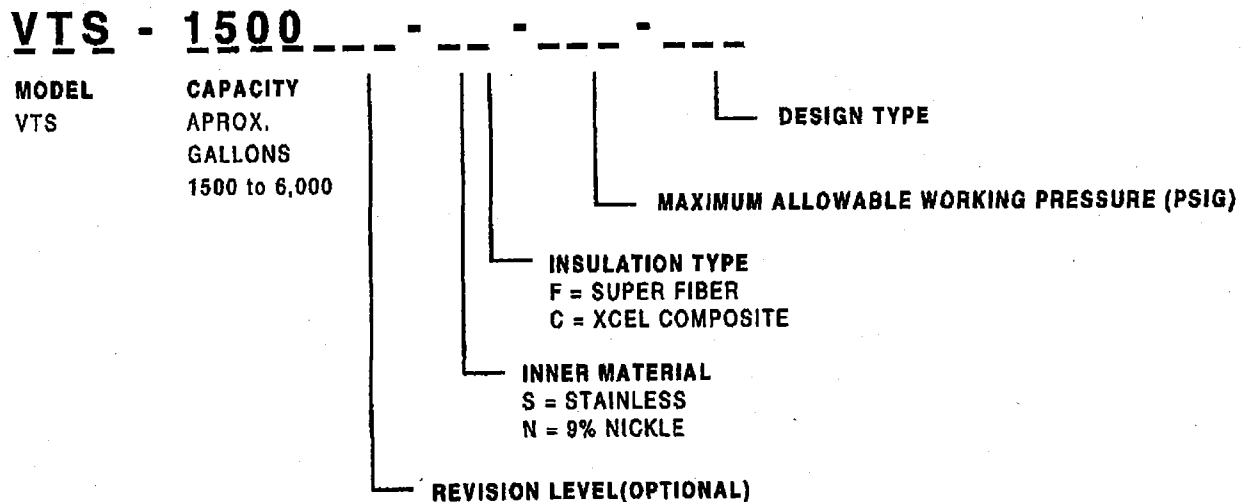 VTS - 1500___ - __ - ___ - ___
MODEL CAPACITY
VTS APROX.
GALLONS
1500 to 6,000
DESIGN TYPE
MAXIMUM ALLOWABLE WORKING PRESSURE (PSIG)
INSULATION TYPE
F = SUPER FIBER
C = XCEL COMPOSITE
INNER MATERIAL
S = STAINLESS
N = 9% NICKLE
REVISION LEVEL(OPTIONAL)